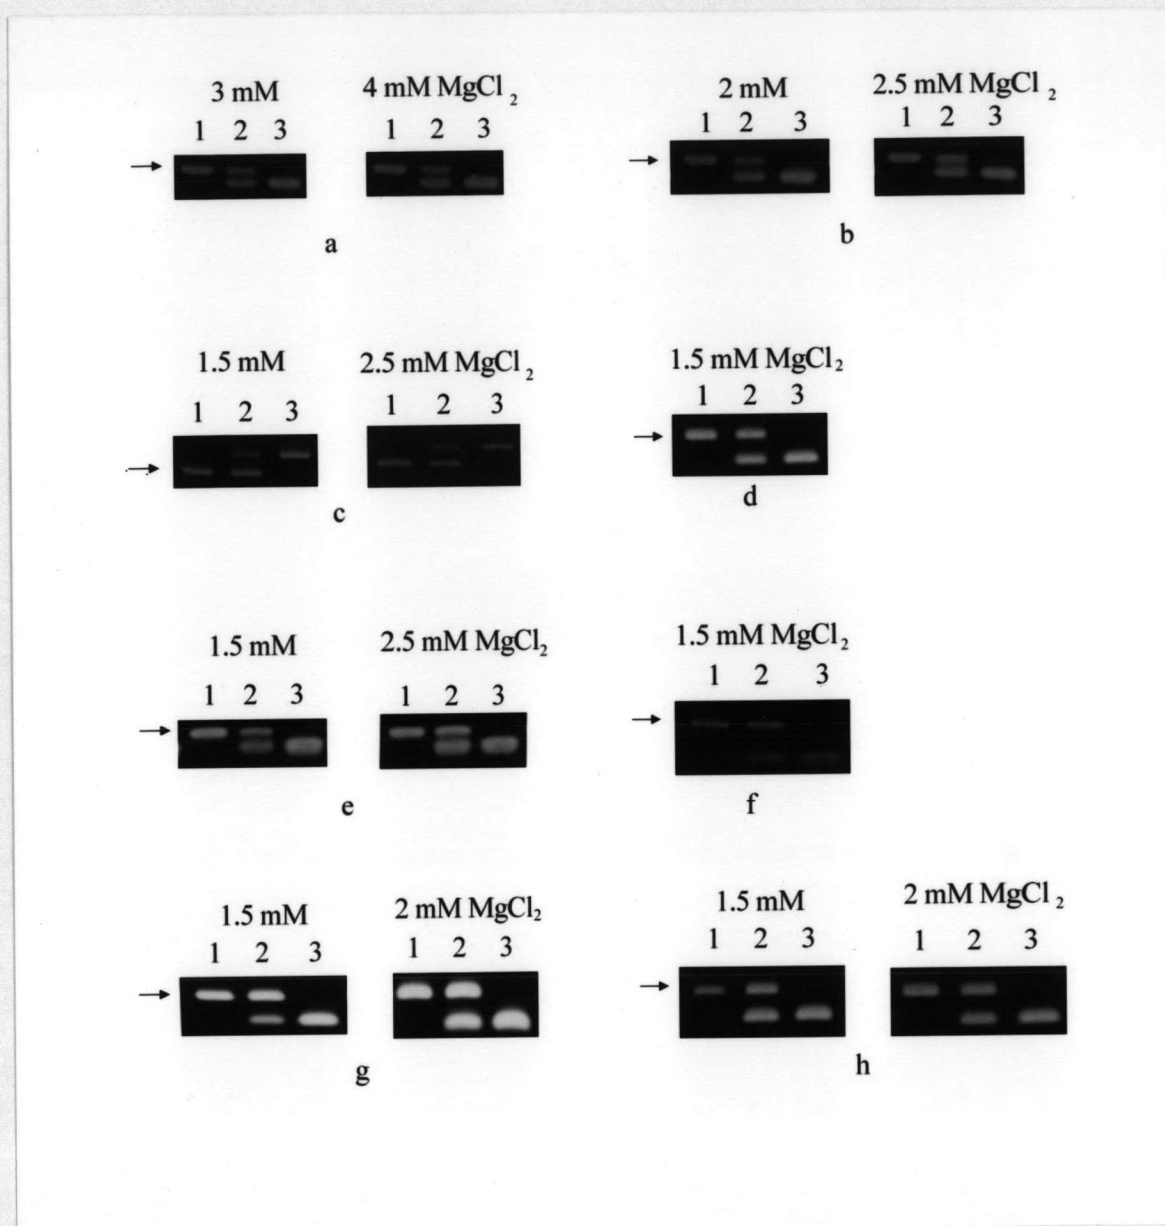 3 mM 4 mM MgCl₂
1 2 3 1 2 3
a
2 mM 2.5 mM MgCl₂
1 2 3 1 2 3
b
1.5 mM 2.5 mM MgCl₂
1 2 3 1 2 3
c
1.5 mM MgCl₂
1 2 3
d
1.5 mM 2.5 mM MgCl₂
1 2 3 1 2 3
e
1.5 mM MgCl₂
1 2 3
f
1.5 mM 2 mM MgCl₂
1 2 3 1 2 3
g
1.5 mM 2 mM MgCl₂
1 2 3 1 2 3
h